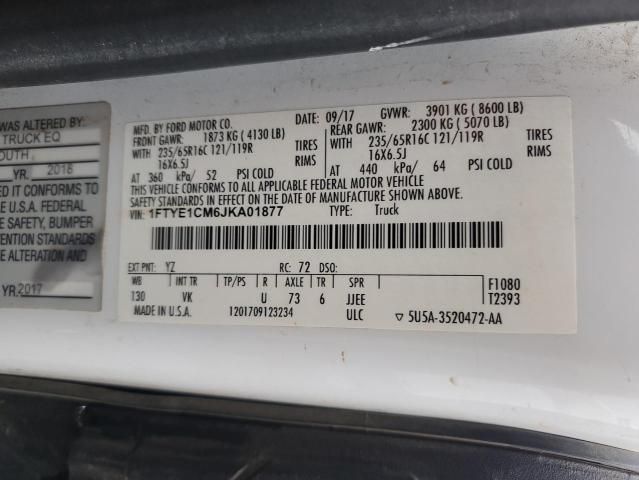 WAS ALTERED BY:
TRUCK EQ
OUTH,
YR. 2018
IT CONFORMS TO
E SAFETY, BUMPER
ENTION STANDARDS
E ALTERATION AND
YR. 2017
MFD. BY FORD MOTOR CO.
09/17 GVWR: 3901 KG ( 8600 LB)
FRONT GAWR: 1873 KG ( 4130 LB)
REAR GAWR: 2300 KG ( 5070 LB)
WITH 235/65R16C 121/119R TIRES
WITH 235/65R16C 121/119R TIRES
16X6.5J RIMS
16X6.5J RIMS
AT 360 kPa/ 52 PSI COLD
AT 440 kPa/ 64 PSI COLD
THIS VEHICLE CONFORMS TO ALL APPLICABLE FEDERAL MOTOR VEHICLE
SAFETY STANDARDS IN EFFECT ON THE DATE OF MANUFACTURE SHOWN ABOVE.
VIN: 1FTYE1CM6JKA01877 TYPE: Truck
EXT PNT: YZ RC: 72 DSO:
WB INT TR TP/PS R AXLE TR SPR
130 VK U 73 6 JJEE
F1080
T2393
MADE IN U.S.A. 1201709123234 ULC ▽ 5U5A-3520472-AA